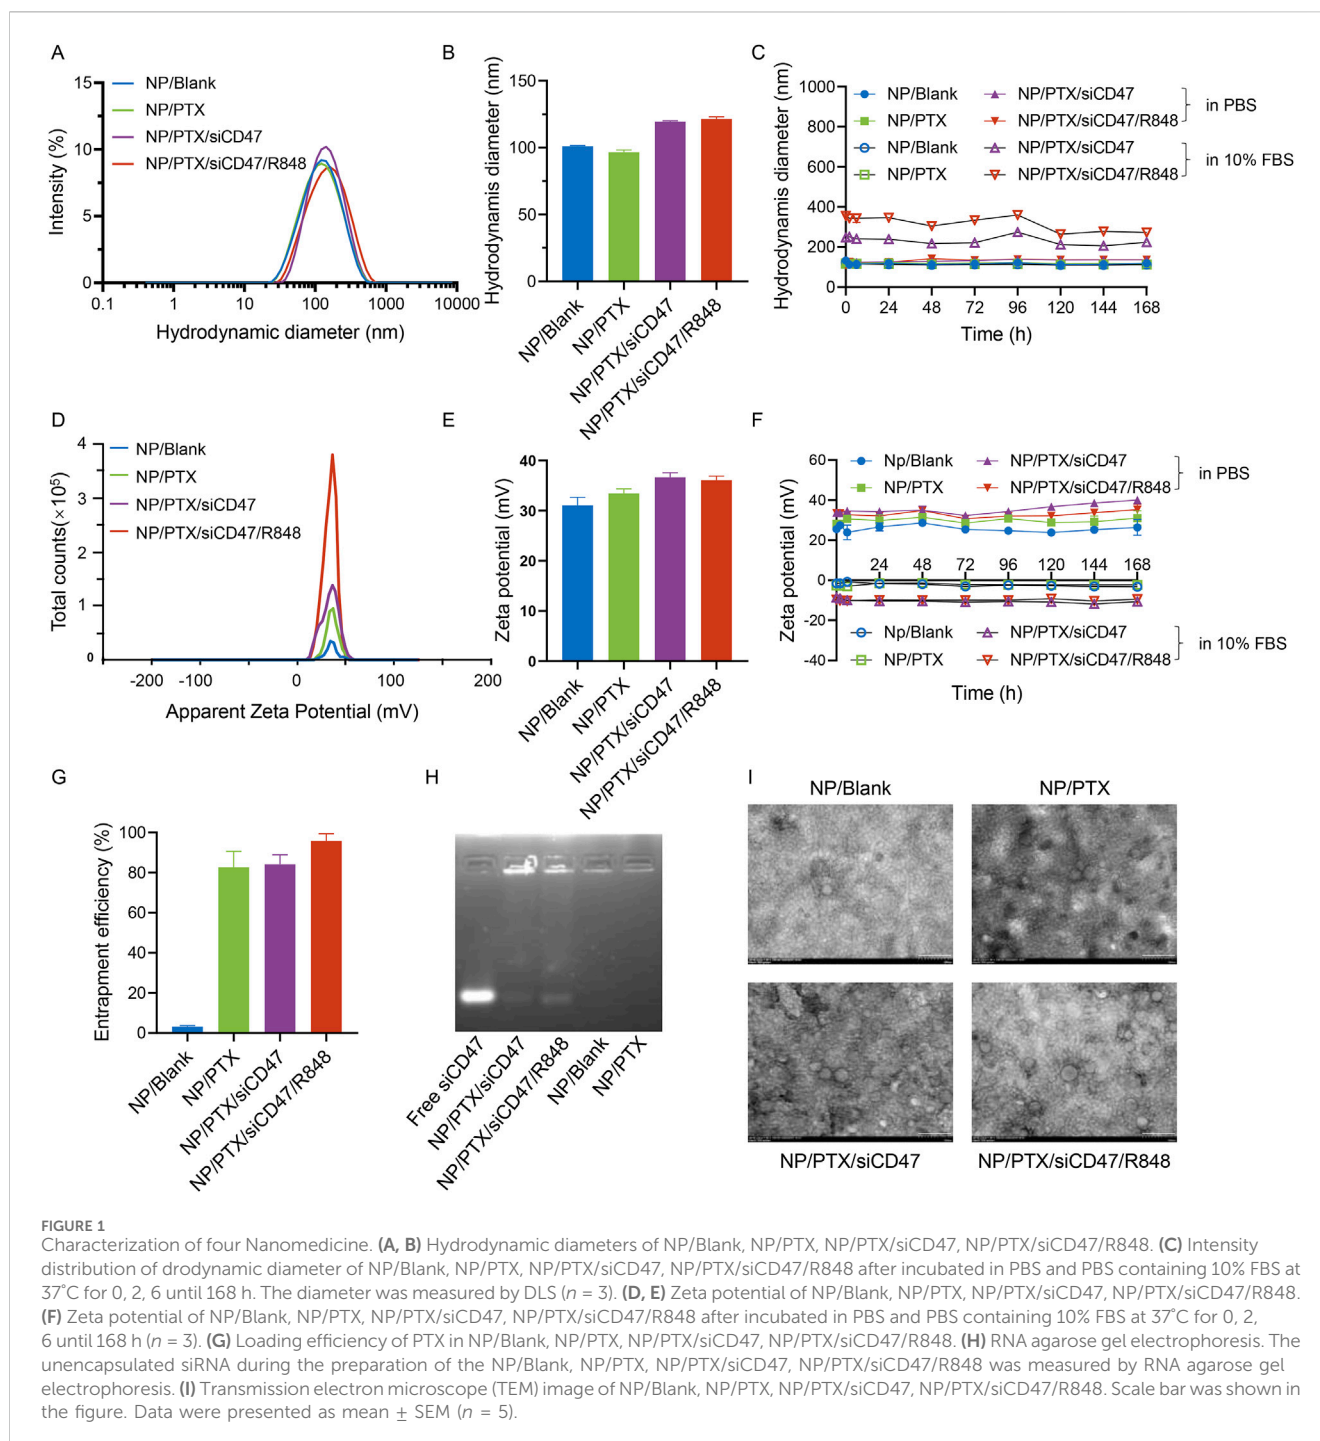 A
NP/Blank
NP/PTX
NP/PTX/siCD47
NP/PTX/siCD47/R848
Intensity (%)
15
10
5
0
0.1
1
10
100
1000
10000
Hydrodynamic diameter (nm)
B
Hydrodynamis diameter (nm)
150
100
50
0
NP/Blank
NP/PTX
NP/PTX/siCD47
NP/PTX/siCD47/R848
C
Hydrodynamis diameter (nm)
1000
800
600
400
200
0
NP/Blank
NP/PTX/siCD47
NP/PTX
NP/PTX/siCD47/R848
in PBS
NP/Blank
NP/PTX/siCD47
NP/PTX
NP/PTX/siCD47/R848
in 10% FBS
0 24 48 72 96 120 144 168
Time (h)
D
NP/Blank
NP/PTX
NP/PTX/siCD47
NP/PTX/siCD47/R848
Total counts(×10⁵)
4
3
2
1
0
-200
-100
0
100
200
Apparent Zeta Potential (mV)
E
Zeta potential (mV)
40
30
20
10
0
NP/Blank
NP/PTX
NP/PTX/siCD47
NP/PTX/siCD47/R848
F
Zeta potential (mV)
60
40
20
0
-20
-40
Np/Blank
NP/PTX/siCD47
NP/PTX
NP/PTX/siCD47/R848
in PBS
24 48 72 96 120 144 168
Np/Blank
NP/PTX/siCD47
NP/PTX
NP/PTX/siCD47/R848
in 10% FBS
Time (h)
G
Entrapment efficiency (%)
100
80
60
40
20
0
NP/Blank
NP/PTX
NP/PTX/siCD47
NP/PTX/siCD47/R848
H
Free siCD47
NP/PTX/siCD47
NP/PTX/siCD47/R848
NP/Blank
NP/PTX
I
NP/Blank
NP/PTX
NP/PTX/siCD47
NP/PTX/siCD47/R848
FIGURE 1
Characterization of four Nanomedicine. (A, B) Hydrodynamic diameters of NP/Blank, NP/PTX, NP/PTX/siCD47, NP/PTX/siCD47/R848. (C) Intensity
distribution of drodynamic diameter of NP/Blank, NP/PTX, NP/PTX/siCD47, NP/PTX/siCD47/R848 after incubated in PBS and PBS containing 10% FBS at
37°C for 0, 2, 6 until 168 h. The diameter was measured by DLS (n = 3). (D, E) Zeta potential of NP/Blank, NP/PTX, NP/PTX/siCD47, NP/PTX/siCD47/R848.
(F) Zeta potential of NP/Blank, NP/PTX, NP/PTX/siCD47, NP/PTX/siCD47/R848 after incubated in PBS and PBS containing 10% FBS at 37°C for 0, 2,
6 until 168 h (n = 3). (G) Loading efficiency of PTX in NP/Blank, NP/PTX, NP/PTX/siCD47, NP/PTX/siCD47/R848. (H) RNA agarose gel electrophoresis. The
unencapsulated siRNA during the preparation of the NP/Blank, NP/PTX, NP/PTX/siCD47, NP/PTX/siCD47/R848 was measured by RNA agarose gel
electrophoresis. (I) Transmission electron microscope (TEM) image of NP/Blank, NP/PTX, NP/PTX/siCD47, NP/PTX/siCD47/R848. Scale bar was shown in
the figure. Data were presented as mean ± SEM (n = 5).